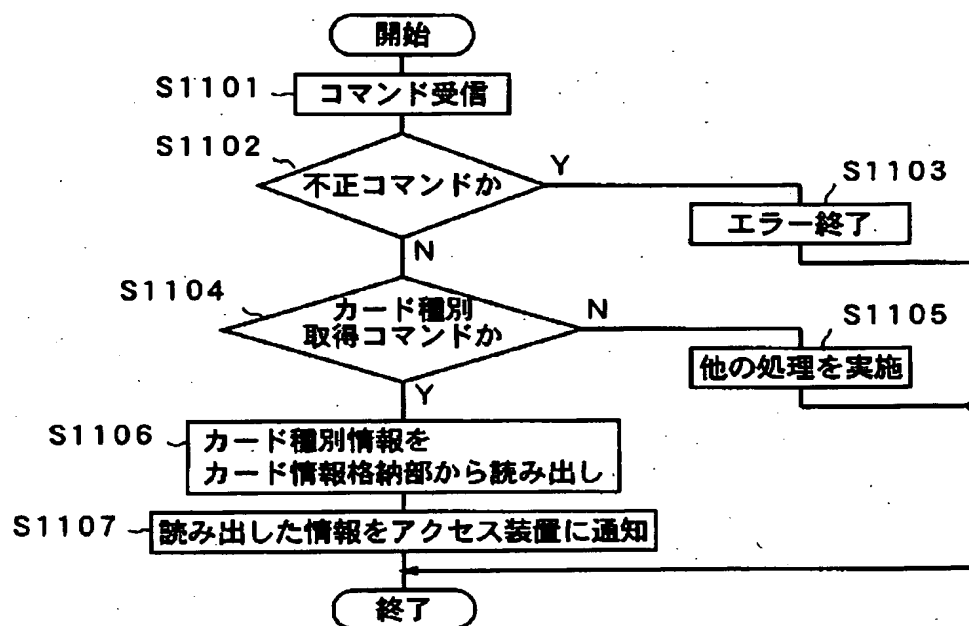 開始
S1101
コマンド受信
S1102
不正コマンドか
Y
S1103
エラー終了
N
S1104
カード種別
取得コマンドか
N
S1105
他の処理を実施
Y
S1106
カード種別情報を
カード情報格納部から読み出し
S1107
読み出した情報をアクセス装置に通知
終了